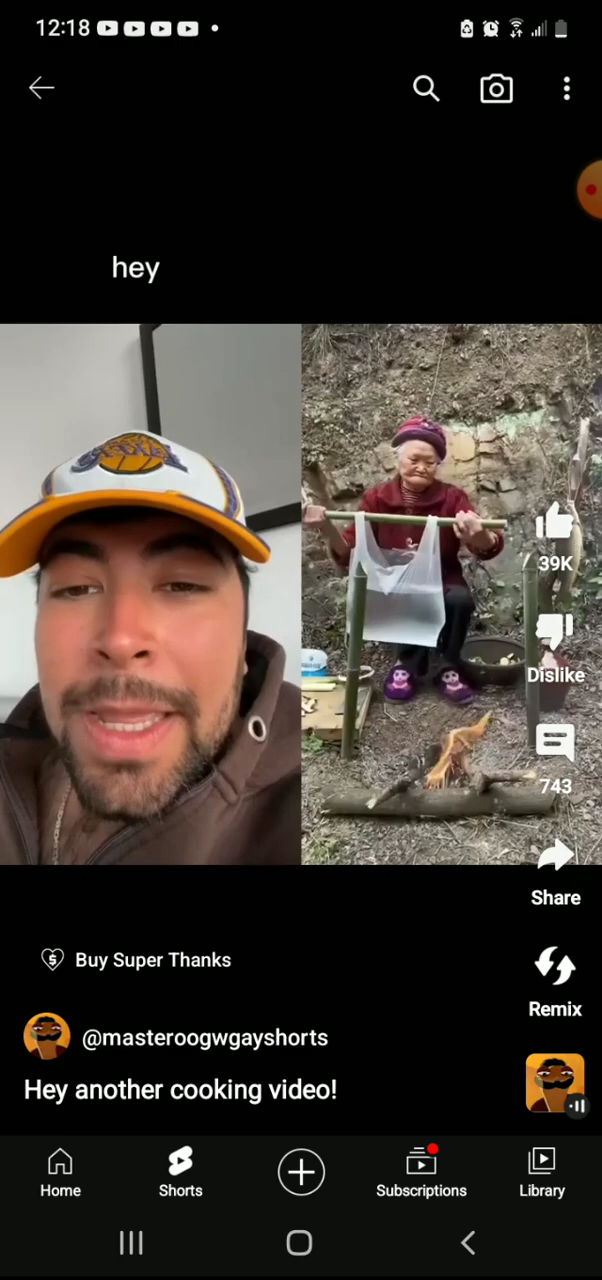 12:18
hey
39K
Dislike
743
Share
Buy Super Thanks
Remix
@masteroogwgayshorts
Hey another cooking video!
Home
Shorts
Subscriptions
Library